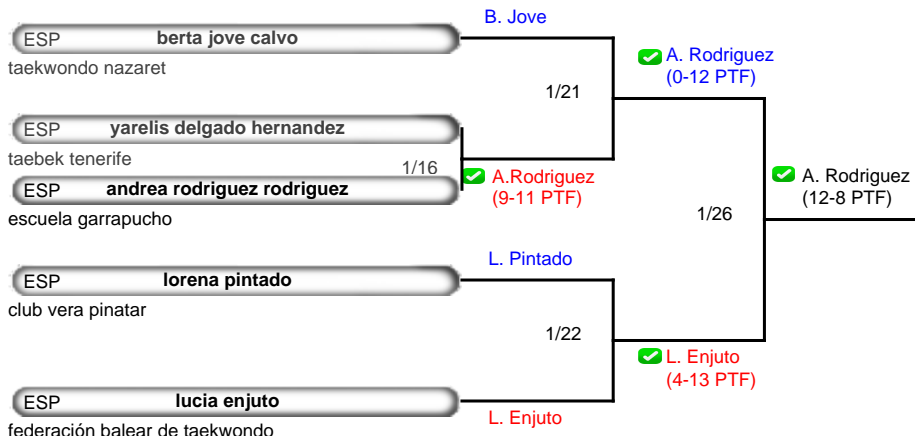 B. Jove
ESP berta jove calvo
taekwondo nazaret
A. Rodriguez
(0-12 PTF)
1/21
ESP yarelis delgado hernandez
taebek tenerife
1/16
A.Rodriguez
(9-11 PTF)
ESP andrea rodriguez rodriguez
escuela garrapucho
A. Rodriguez
(12-8 PTF)
1/26
L. Pintado
ESP lorena pintado
club vera pinatar
1/22
L. Enjuto
(4-13 PTF)
ESP lucia enjuto
L. Enjuto
federación balear de taekwondo